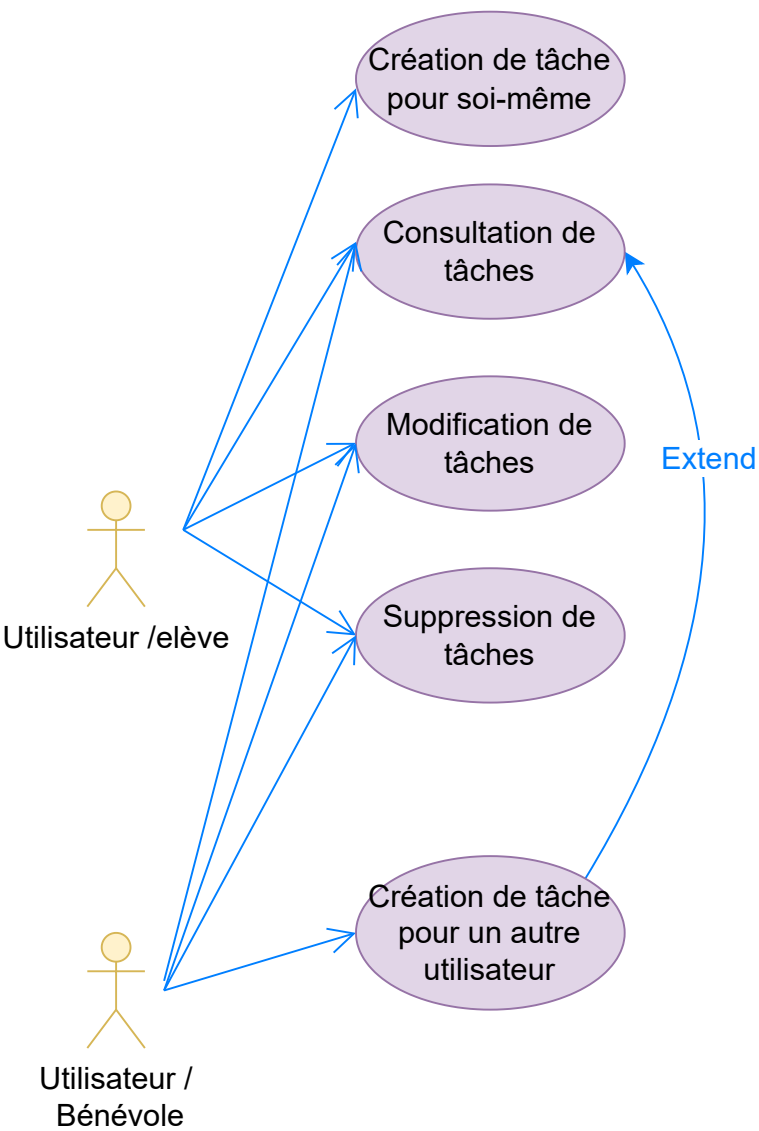 Création de tâche
pour soi-même
Consultation de
tâches
Modification de
tâches
Extend
Suppression de
tâches
Utilisateur /elève
Création de tâche
pour un autre
utilisateur
Utilisateur /
Bénévole